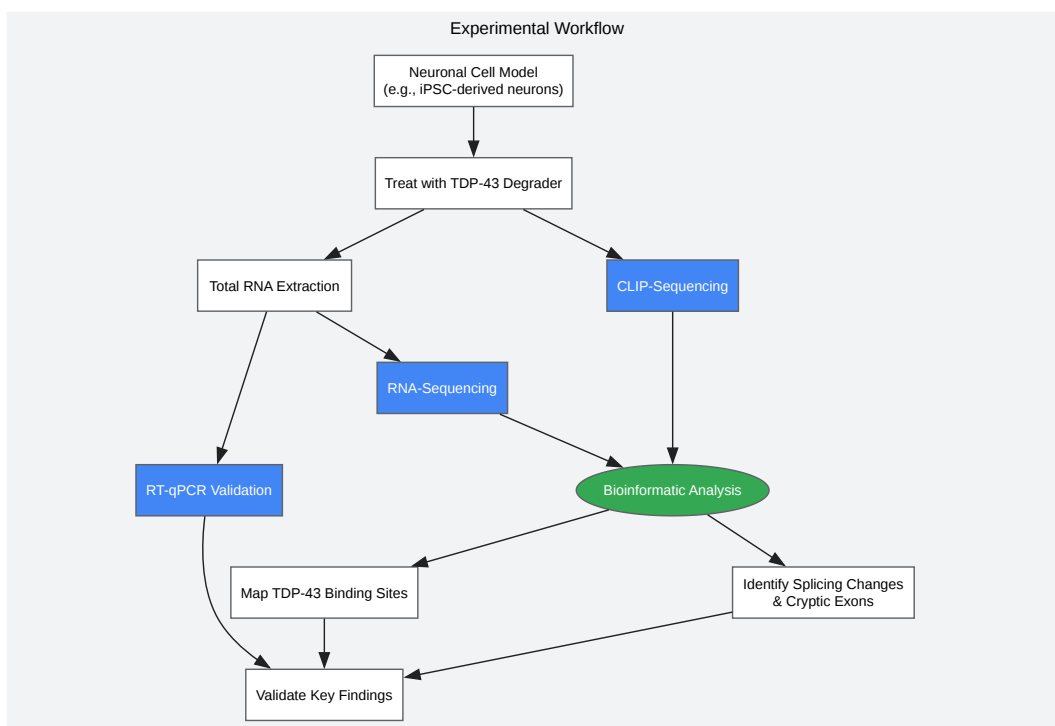 Experimental Workflow
Neuronal Cell Model
(e.g., iPSC-derived neurons)
Treat with TDP-43 Degrader
Total RNA Extraction
CLIP-Sequencing
RNA-Sequencing
RT-qPCR Validation
Bioinformatic Analysis
Map TDP-43 Binding Sites
Identify Splicing Changes
& Cryptic Exons
Validate Key Findings